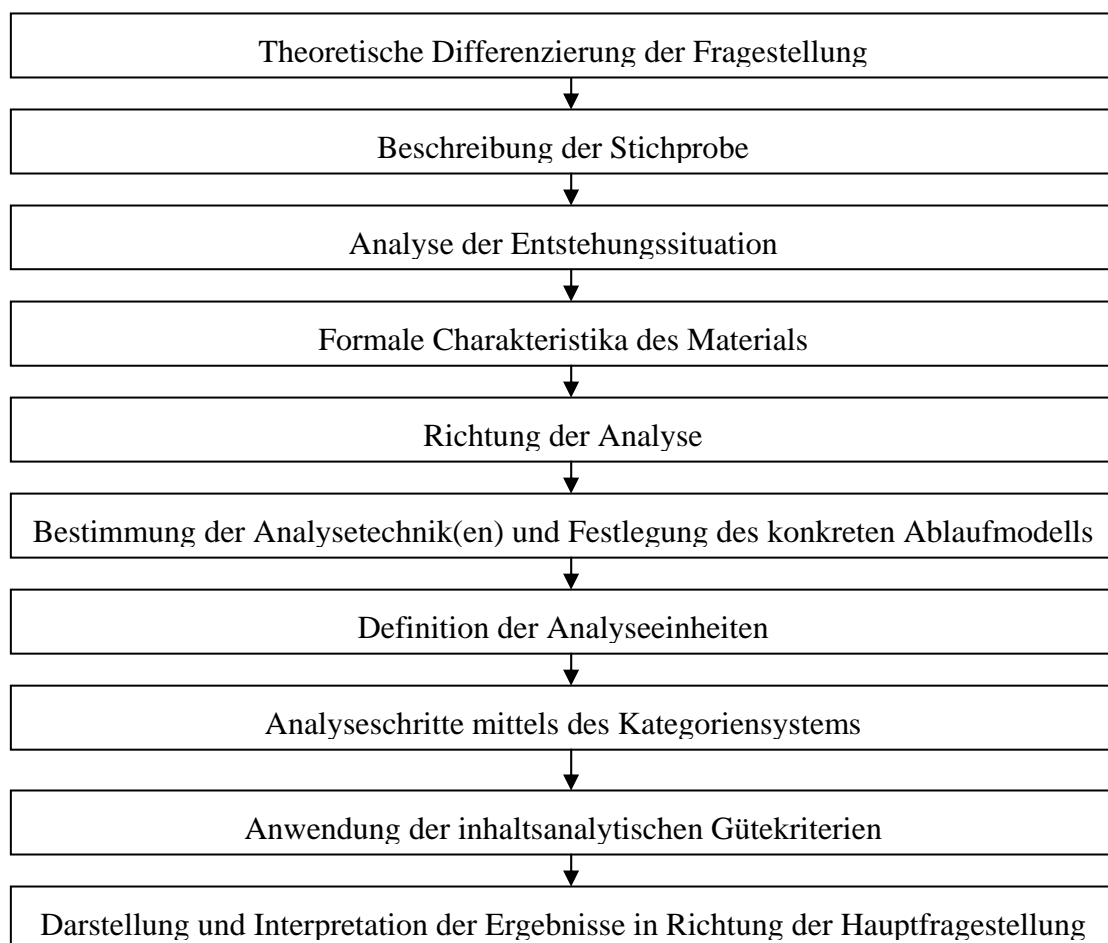 Theoretische Differenzierung der Fragestellung
Beschreibung der Stichprobe
Analyse der Entstehungssituation
Formale Charakteristika des Materials
Richtung der Analyse
Bestimmung der Analysetechnik(en) und Festlegung des konkreten Ablaufmodells
Definition der Analyseeinheiten
Analyseschritte mittels des Kategoriensystems
Anwendung der inhaltsanalytischen Gütekriterien
Darstellung und Interpretation der Ergebnisse in Richtung der Hauptfragestellung